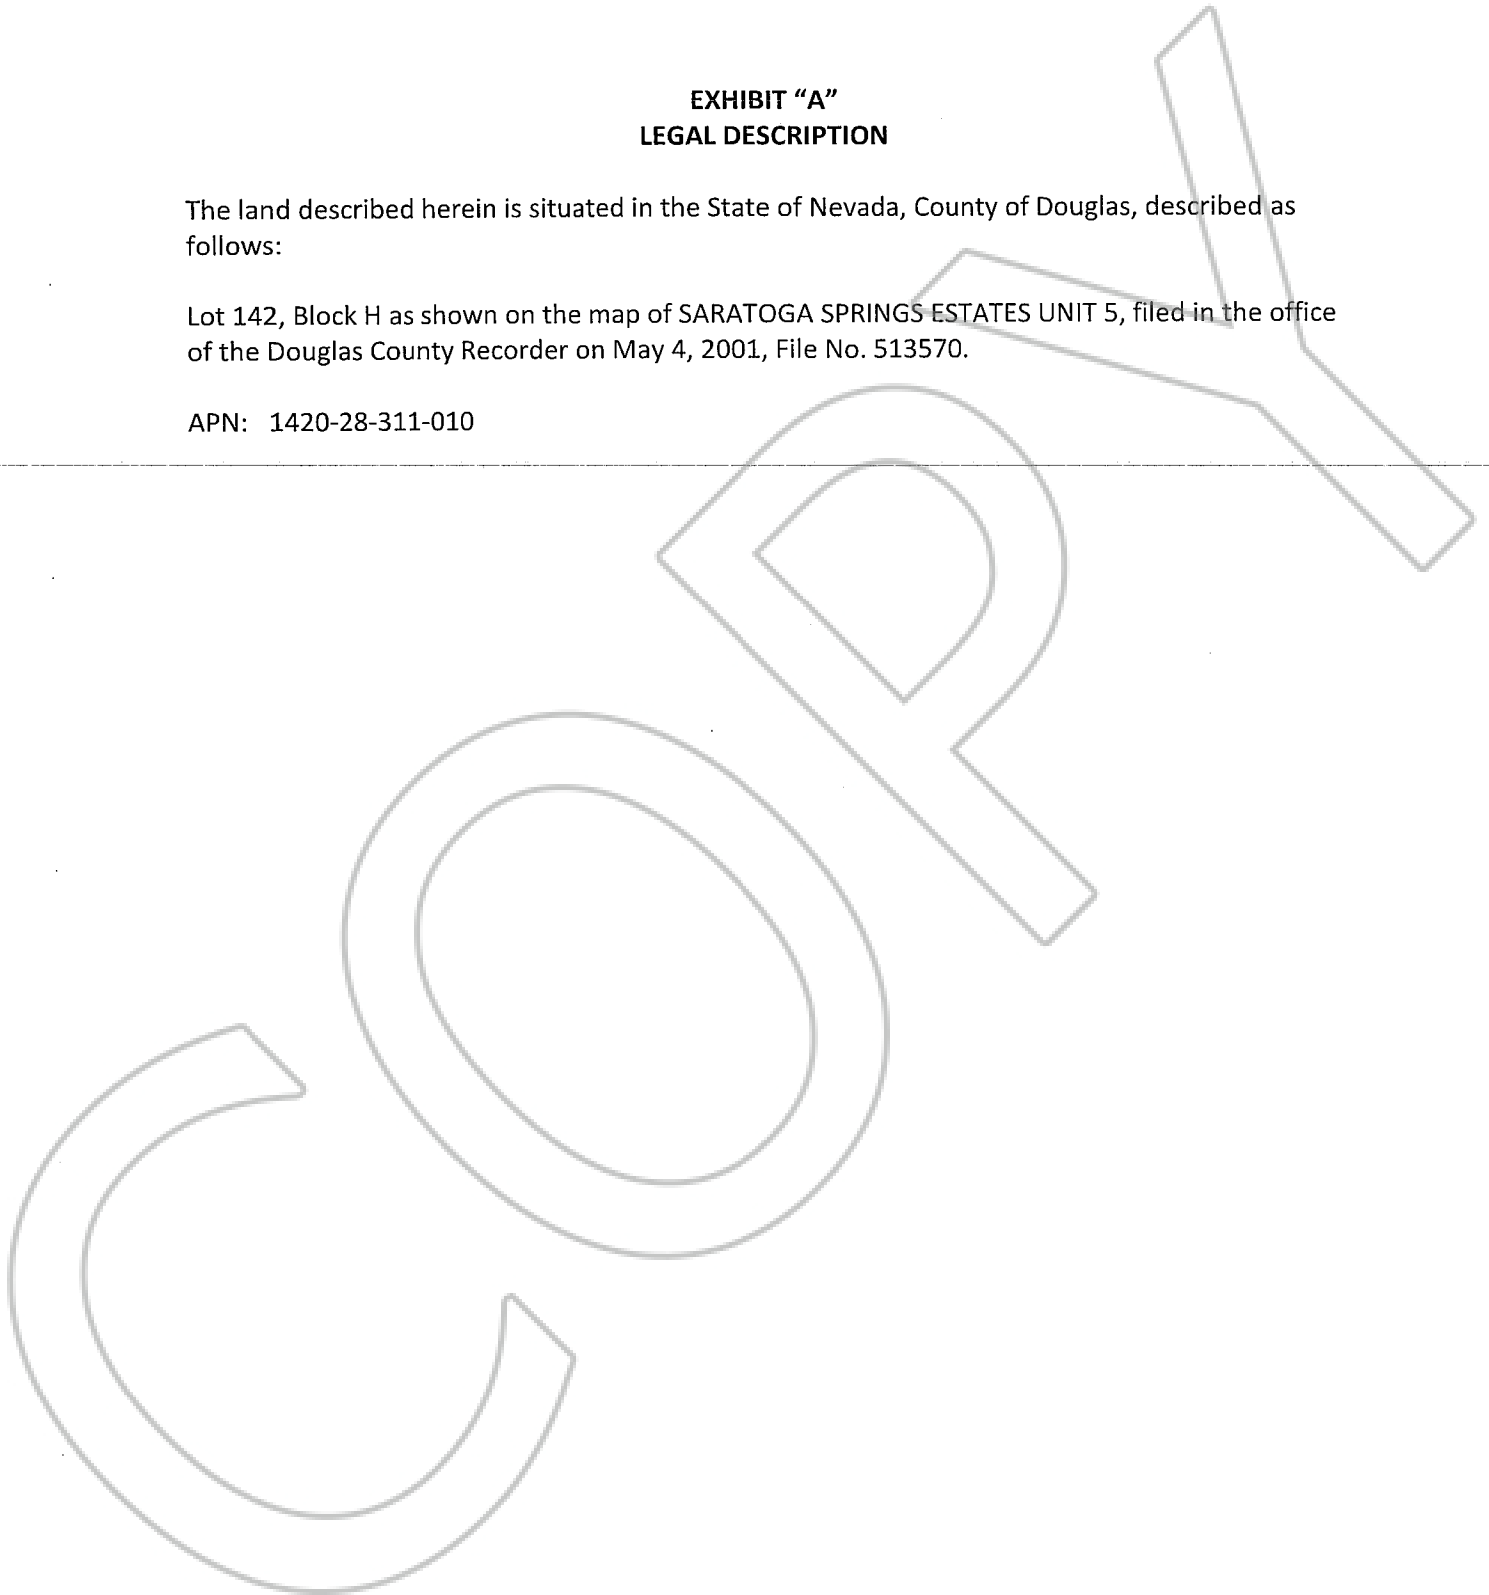 EXHIBIT “A”
LEGAL DESCRIPTION
The land described herein is situated in the State of Nevada, County of Douglas, described as
follows:
Lot 142, Block H as shown on the map of SARATOGA SPRINGS ESTATES UNIT 5, filed in the office
of the Douglas County Recorder on May 4, 2001, File No. 513570.
APN: 1420-28-311-010
COPY